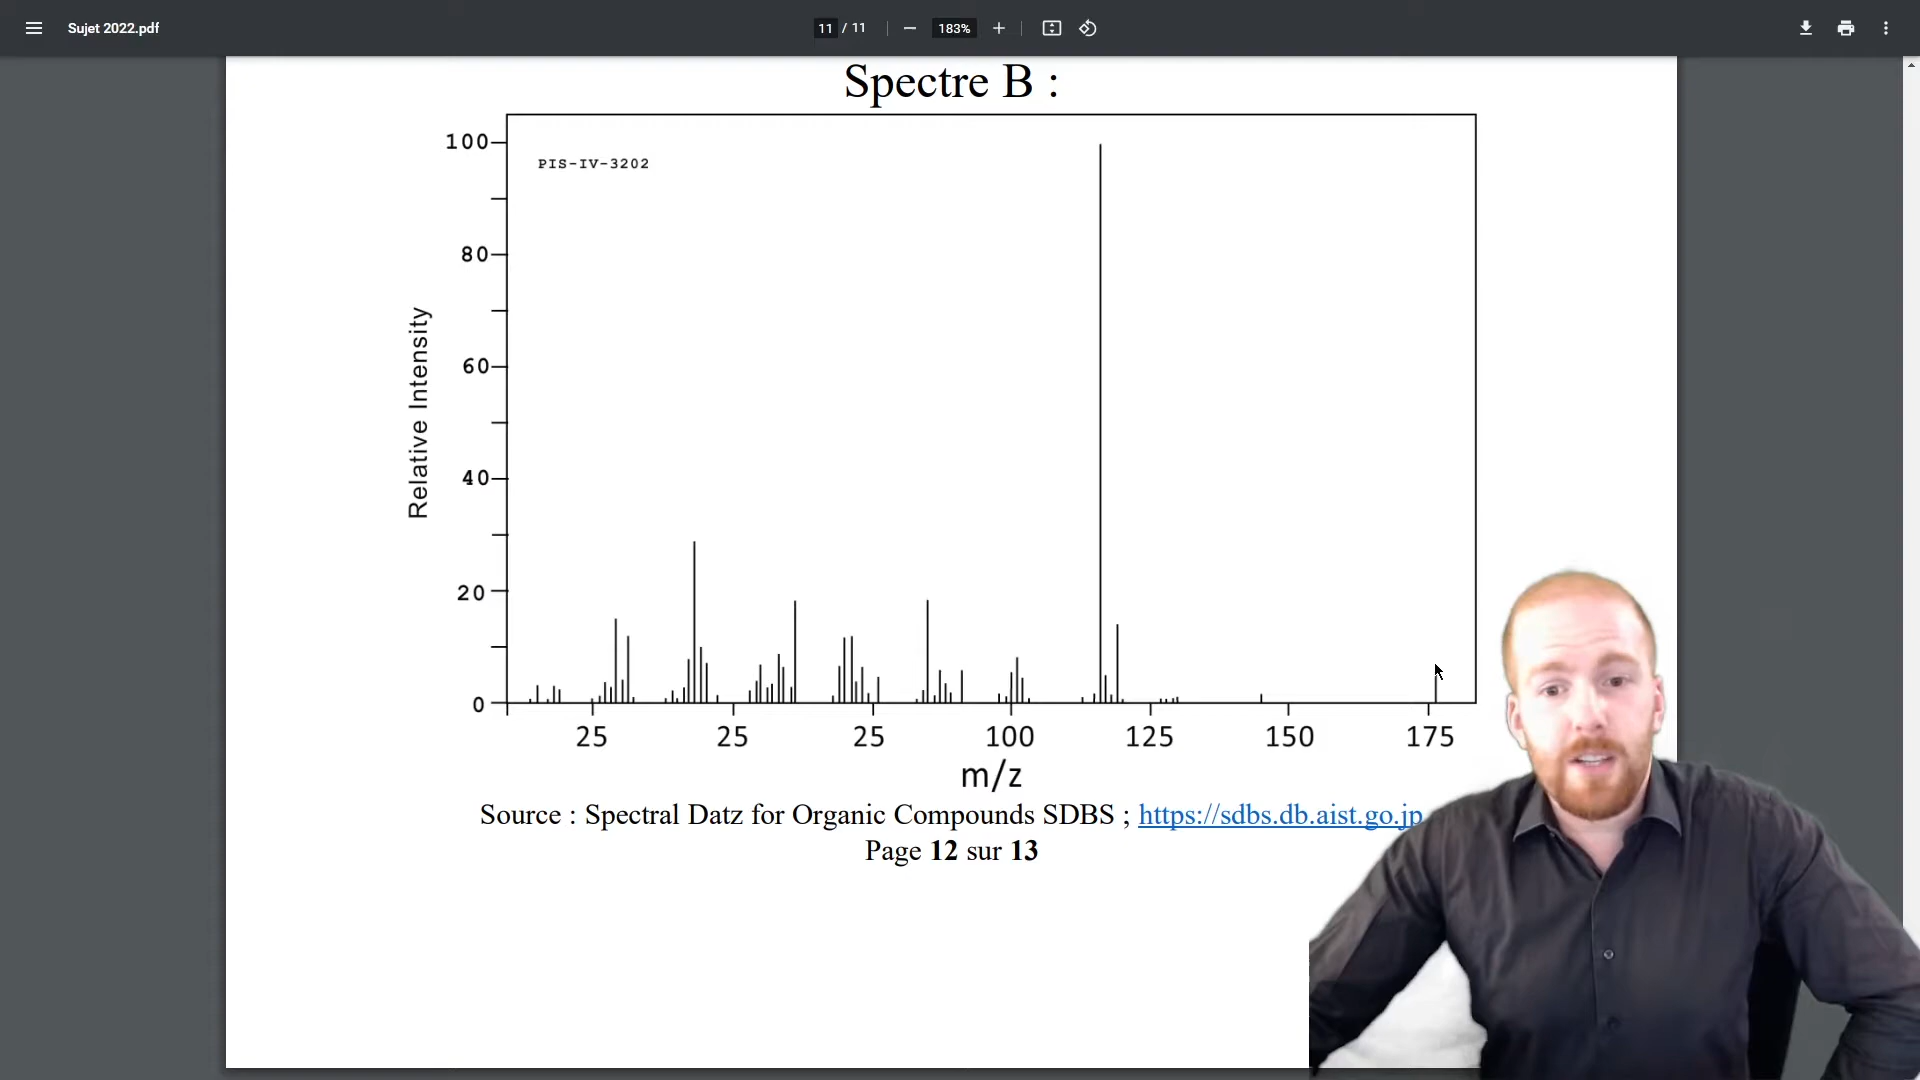 Sujet 2022.pdf
11 / 11
183%
Spectre B :
100
PIS-IV-3202
80
60
40
20
0
Relative Intensity
25 25 25 100 125 150 175
m/z
Source : Spectral Datz for Organic Compounds SDBS ; https://sdbs.db.aist.go.jp
Page 12 sur 13